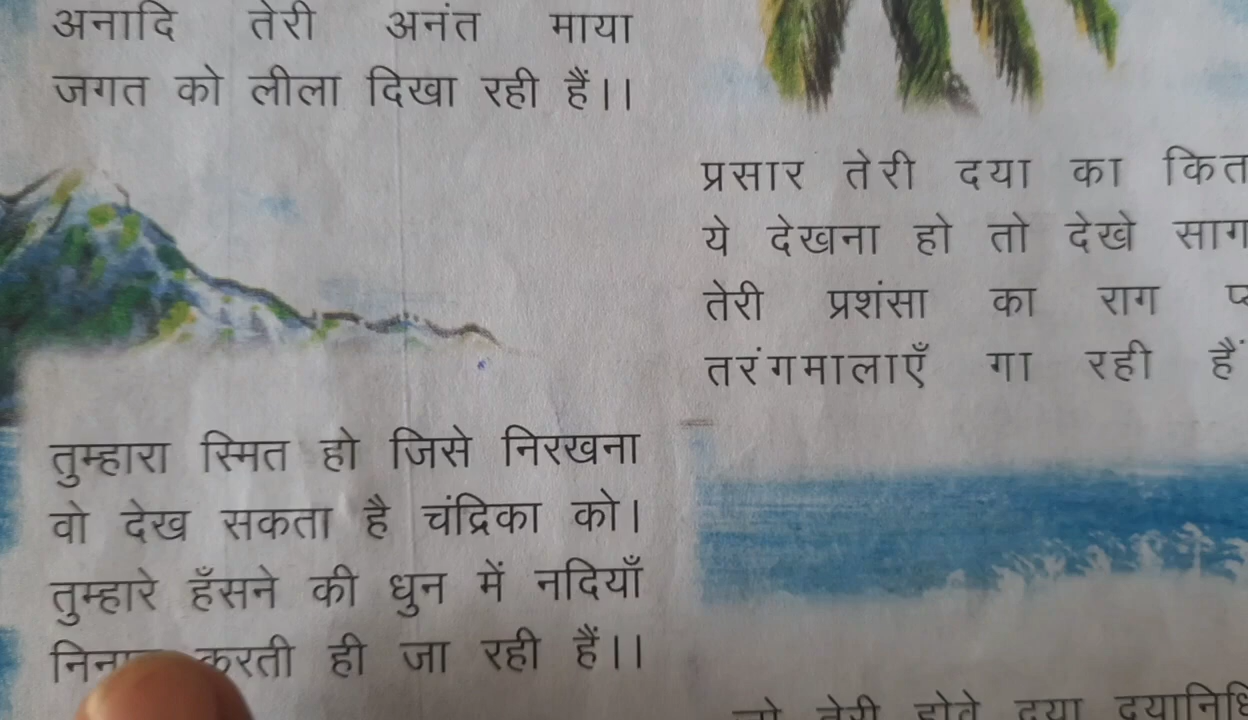 अनादि तेरी अनंत माया
जगत को लीला दिखा रही हैं।।
तुम्हारा स्मित हो जिसे निरखना
वो देख सकता है चंद्रिका को।
तुम्हारे हँसने की धुन में नदियाँ
करती ही जा रही हैं।।
प्रसार तेरी दया का
ये देखना हो तो देखे
तेरी प्रशंसा का राग
तरंगमालाएँ गा रही हैं
तेरी होवे दया